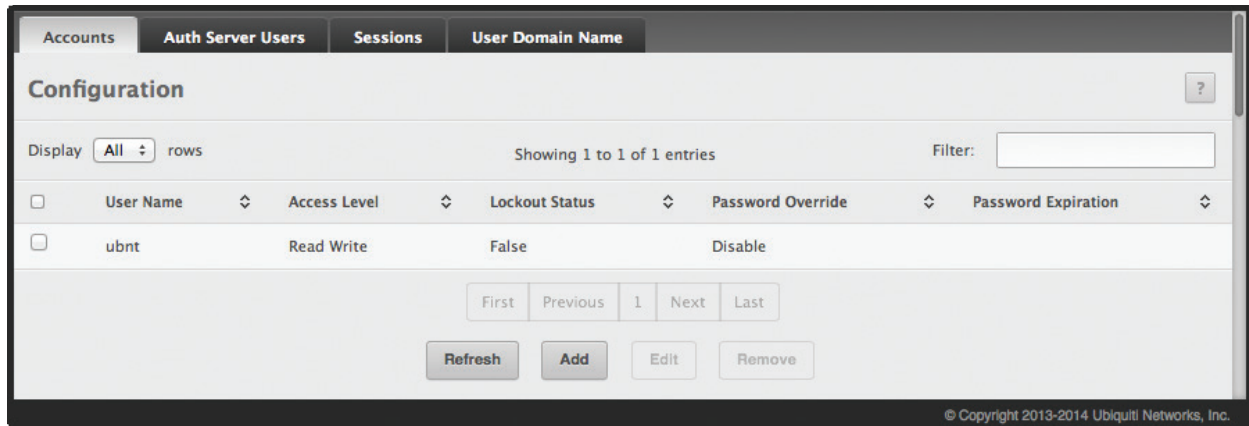 Accounts Auth Server Users Sessions User Domain Name
Configuration ?
Display All rows Showing 1 to 1 of 1 entries Filter:
User Name Access Level Lockout Status Password Override Password Expiration
ubnt Read Write False Disable
First Previous 1 Next Last
Refresh Add Edit Remove
© Copyright 2013-2014 Ubiquiti Networks, Inc.